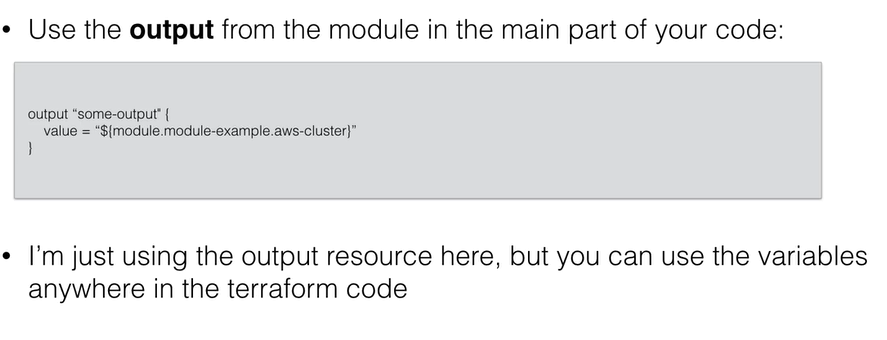 • Use the output from the module in the main part of your code:
output “some-output" {
value = “${module.module-example.aws-cluster}”
}
• I’m just using the output resource here, but you can use the variables
anywhere in the terraform code